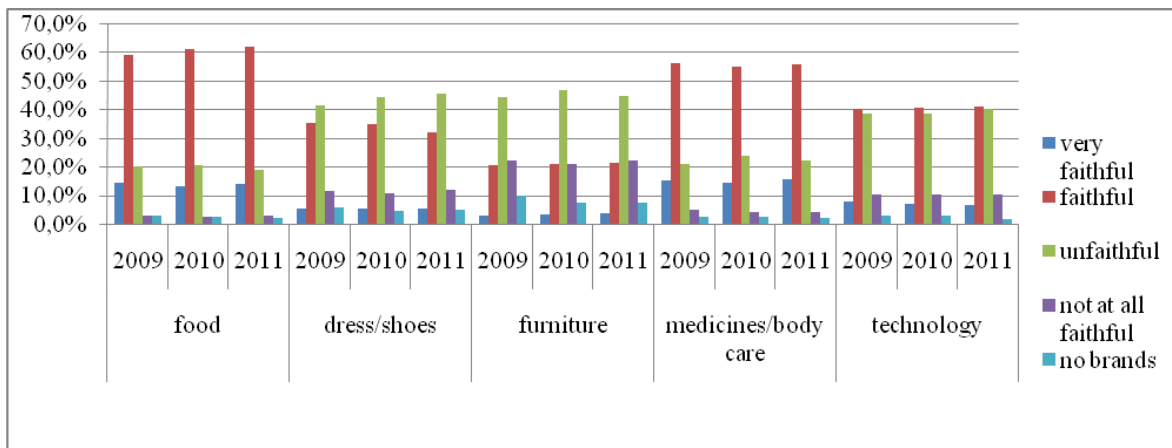 70,0%
60,0%
50,0%
40,0%
30,0%
20,0%
10,0%
0,0%
2009 2010 2011 2009 2010 2011 2009 2010 2011 2009 2010 2011 2009 2010 2011
food dress/shoes furniture medicines/body technology
care
very
faithful
faithful
unfaithful
not at all
faithful
no brands